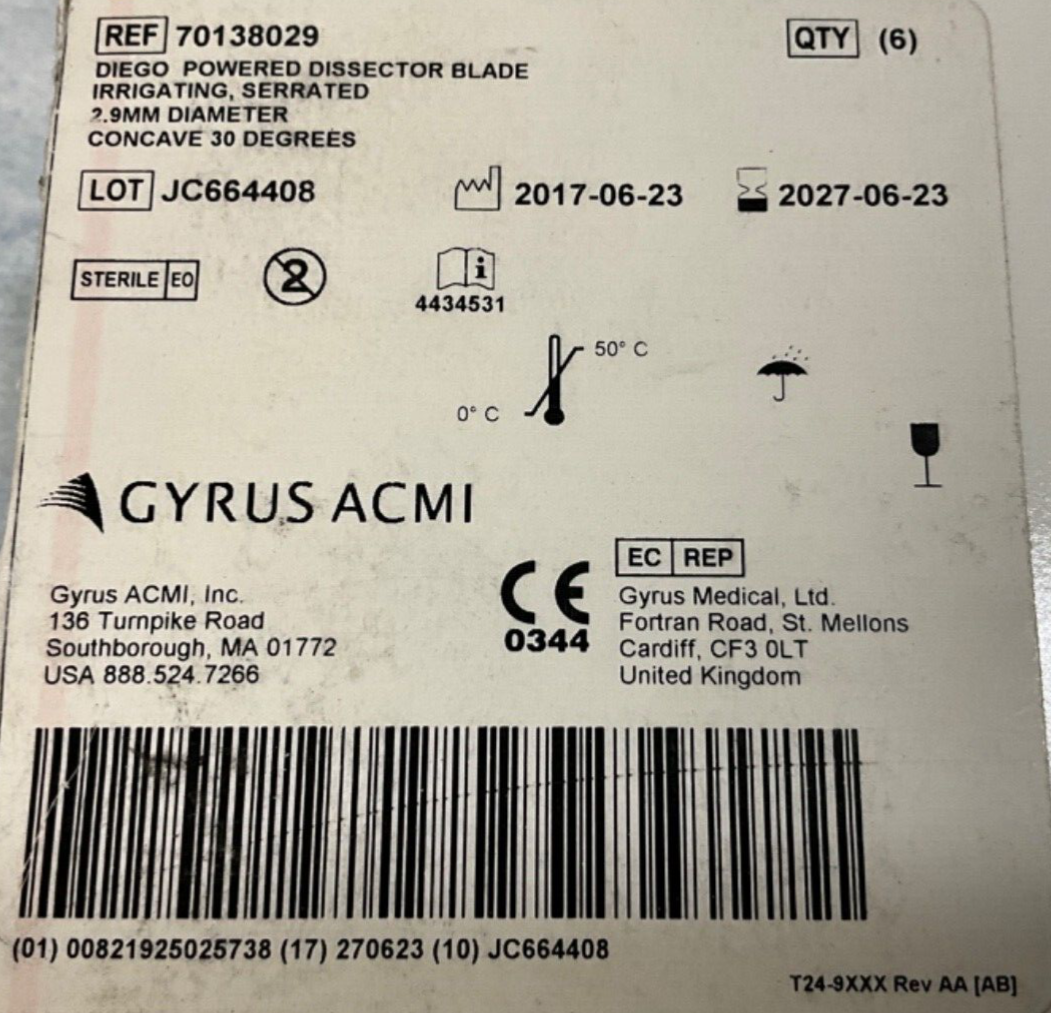 REF 70138029 QTY (6)
DIEGO POWERED DISSECTOR BLADE
IRRIGATING, SERRATED
2.9MM DIAMETER
CONCAVE 30 DEGREES
LOT JC664408 2017-06-23 2027-06-23
STERILE EO 2
4434531
50° C
0° C
GYRUS ACMI
EC REP
Gyrus ACMI, Inc.
136 Turnpike Road
Southborough, MA 01772
USA 888.524.7266
CE
0344
Gyrus Medical, Ltd.
Fortran Road, St. Mellons
Cardiff, CF3 0LT
United Kingdom
(01) 00821925025738 (17) 270623 (10) JC664408
T24-9XXX Rev AA [AB]